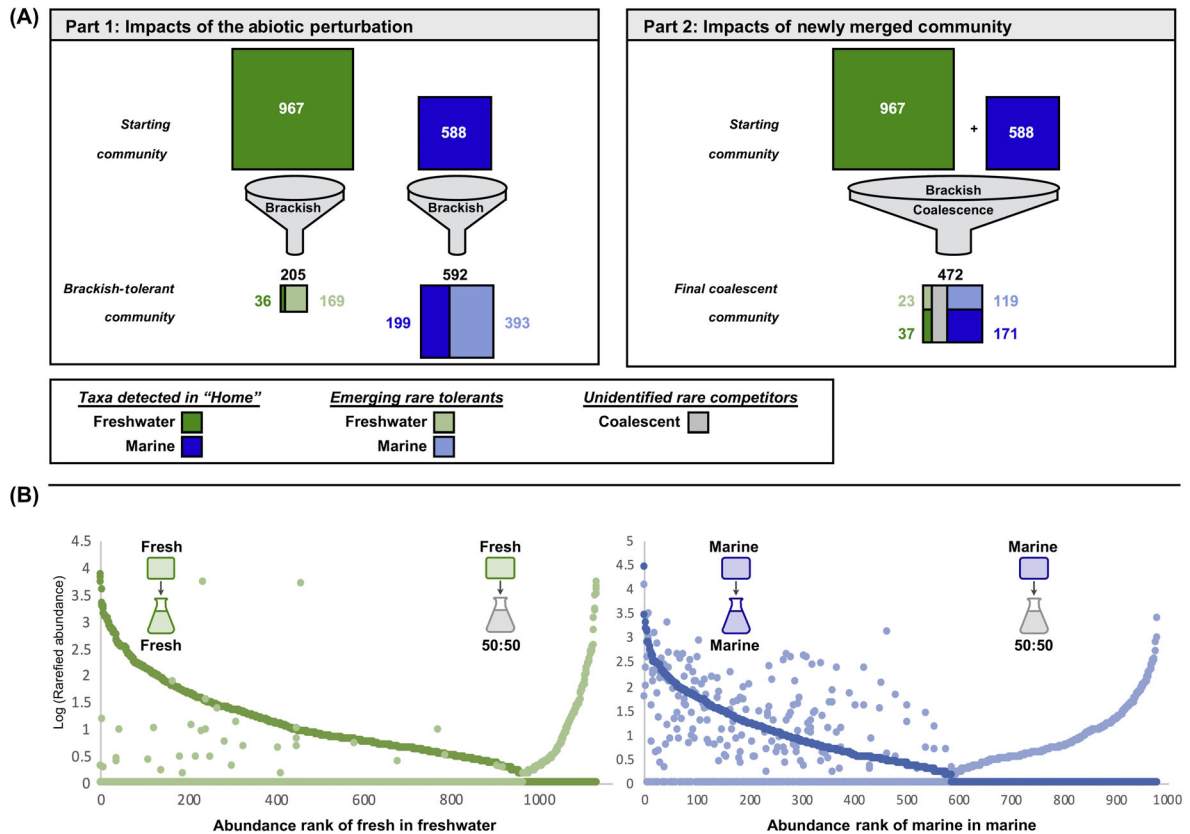 (A)
Part 1: Impacts of the abiotic perturbation
967
588
Starting
community
Brackish
Brackish
205
592
Brackish-tolerant
community
36
169
199
393
Part 2: Impacts of newly merged community
967
+
588
Starting
community
Brackish
Coalescence
472
Final coalescent
community
23
119
37
171
Taxa detected in “Home”
Freshwater
Marine
Emerging rare tolerants
Freshwater
Marine
Unidentified rare competitors
Coalescent
(B)
Log (Rarefied abundance)
4.5
4
3.5
3
2.5
2
1.5
1
0.5
0
Fresh
Fresh
Fresh
50:50
0
200
400
600
800
1000
Abundance rank of fresh in freshwater
5
4.5
4
3.5
3
2.5
2
1.5
1
0.5
0
Marine
Marine
Marine
50:50
0
100
200
300
400
500
600
700
800
900
1000
Abundance rank of marine in marine